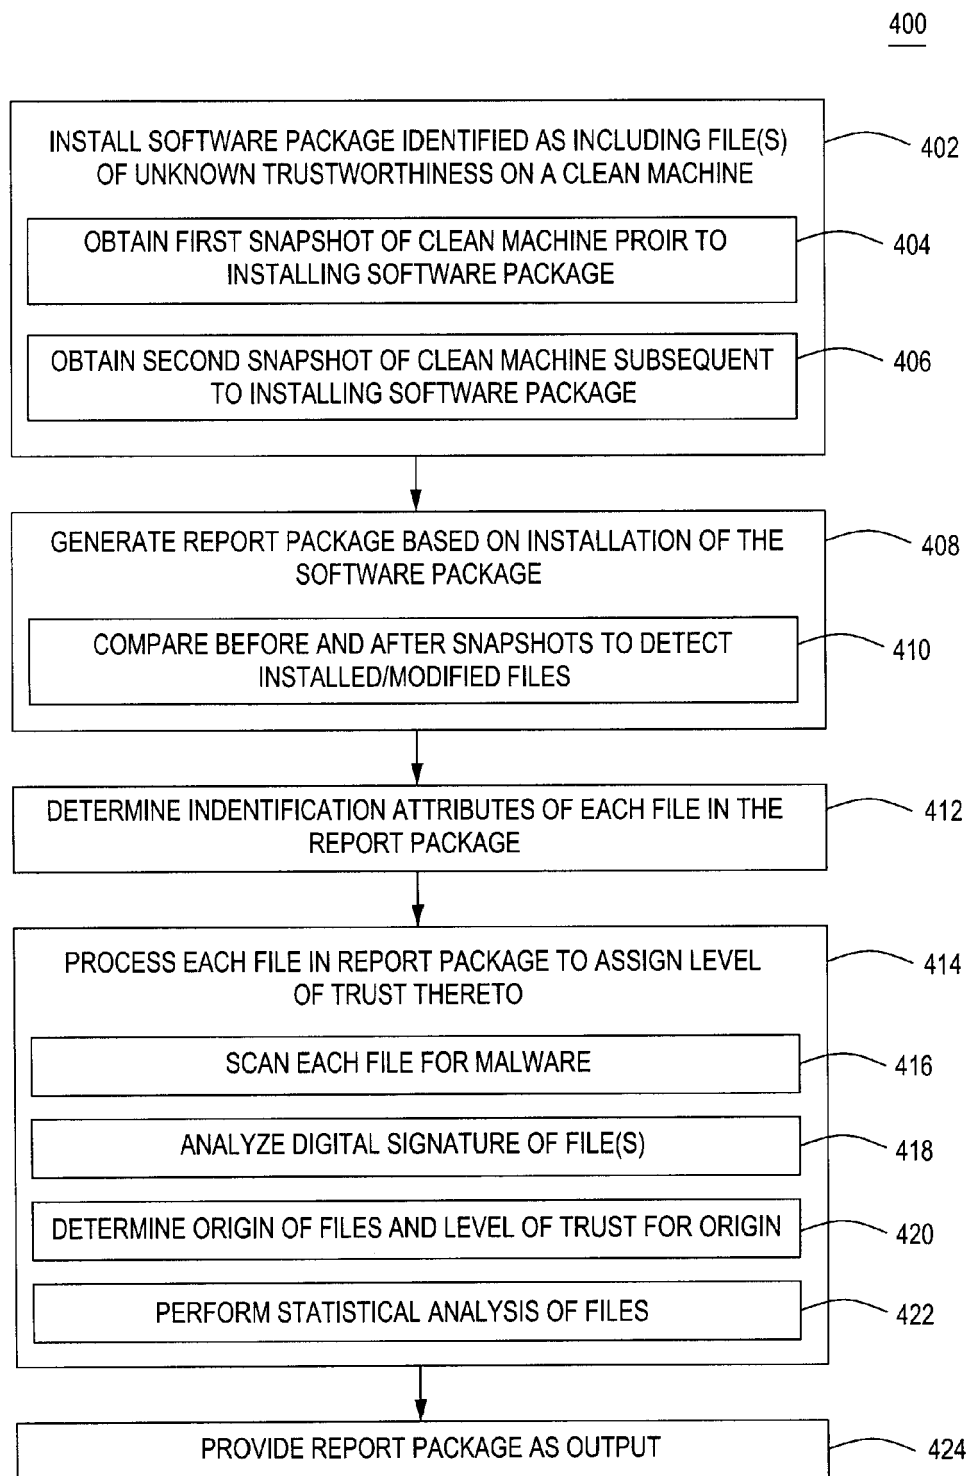 400
INSTALL SOFTWARE PACKAGE IDENTIFIED AS INCLUDING FILE(S)
OF UNKNOWN TRUSTWORTHINESS ON A CLEAN MACHINE
402
OBTAIN FIRST SNAPSHOT OF CLEAN MACHINE PROIR TO
INSTALLING SOFTWARE PACKAGE
404
OBTAIN SECOND SNAPSHOT OF CLEAN MACHINE SUBSEQUENT
TO INSTALLING SOFTWARE PACKAGE
406
GENERATE REPORT PACKAGE BASED ON INSTALLATION OF THE
SOFTWARE PACKAGE
408
COMPARE BEFORE AND AFTER SNAPSHOTS TO DETECT
INSTALLED/MODIFIED FILES
410
DETERMINE INDENTIFICATION ATTRIBUTES OF EACH FILE IN THE
REPORT PACKAGE
412
PROCESS EACH FILE IN REPORT PACKAGE TO ASSIGN LEVEL
OF TRUST THERETO
414
SCAN EACH FILE FOR MALWARE
416
ANALYZE DIGITAL SIGNATURE OF FILE(S)
418
DETERMINE ORIGIN OF FILES AND LEVEL OF TRUST FOR ORIGIN
420
PERFORM STATISTICAL ANALYSIS OF FILES
422
PROVIDE REPORT PACKAGE AS OUTPUT
424